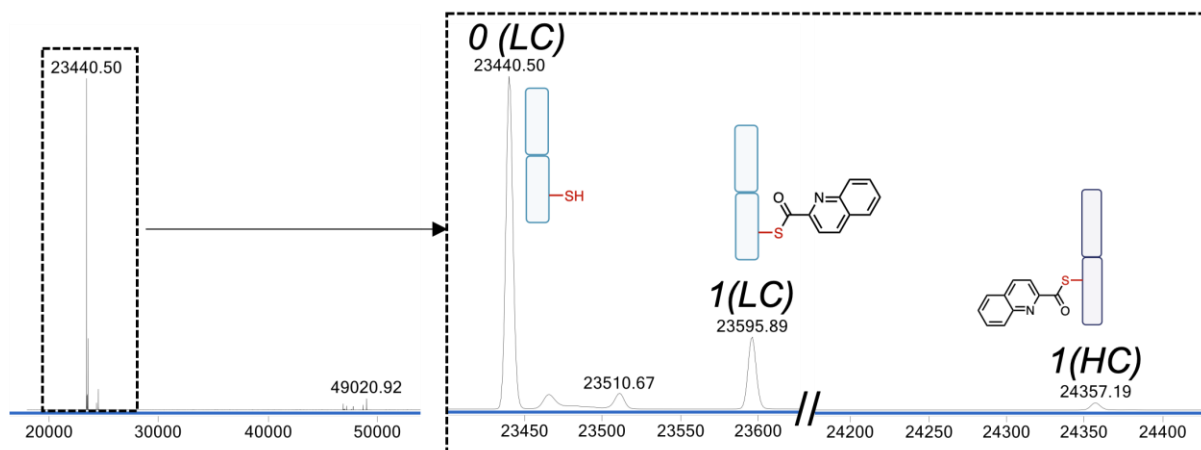 0 (LC)
23440.50
23440.50
SH
O
N
S
1(LC)
23595.89
S
N
O
1(HC)
24357.19
23510.67
49020.92
20000 30000 40000 50000
23450 23500 23550 23600 24200 24250 24300 24350 24400